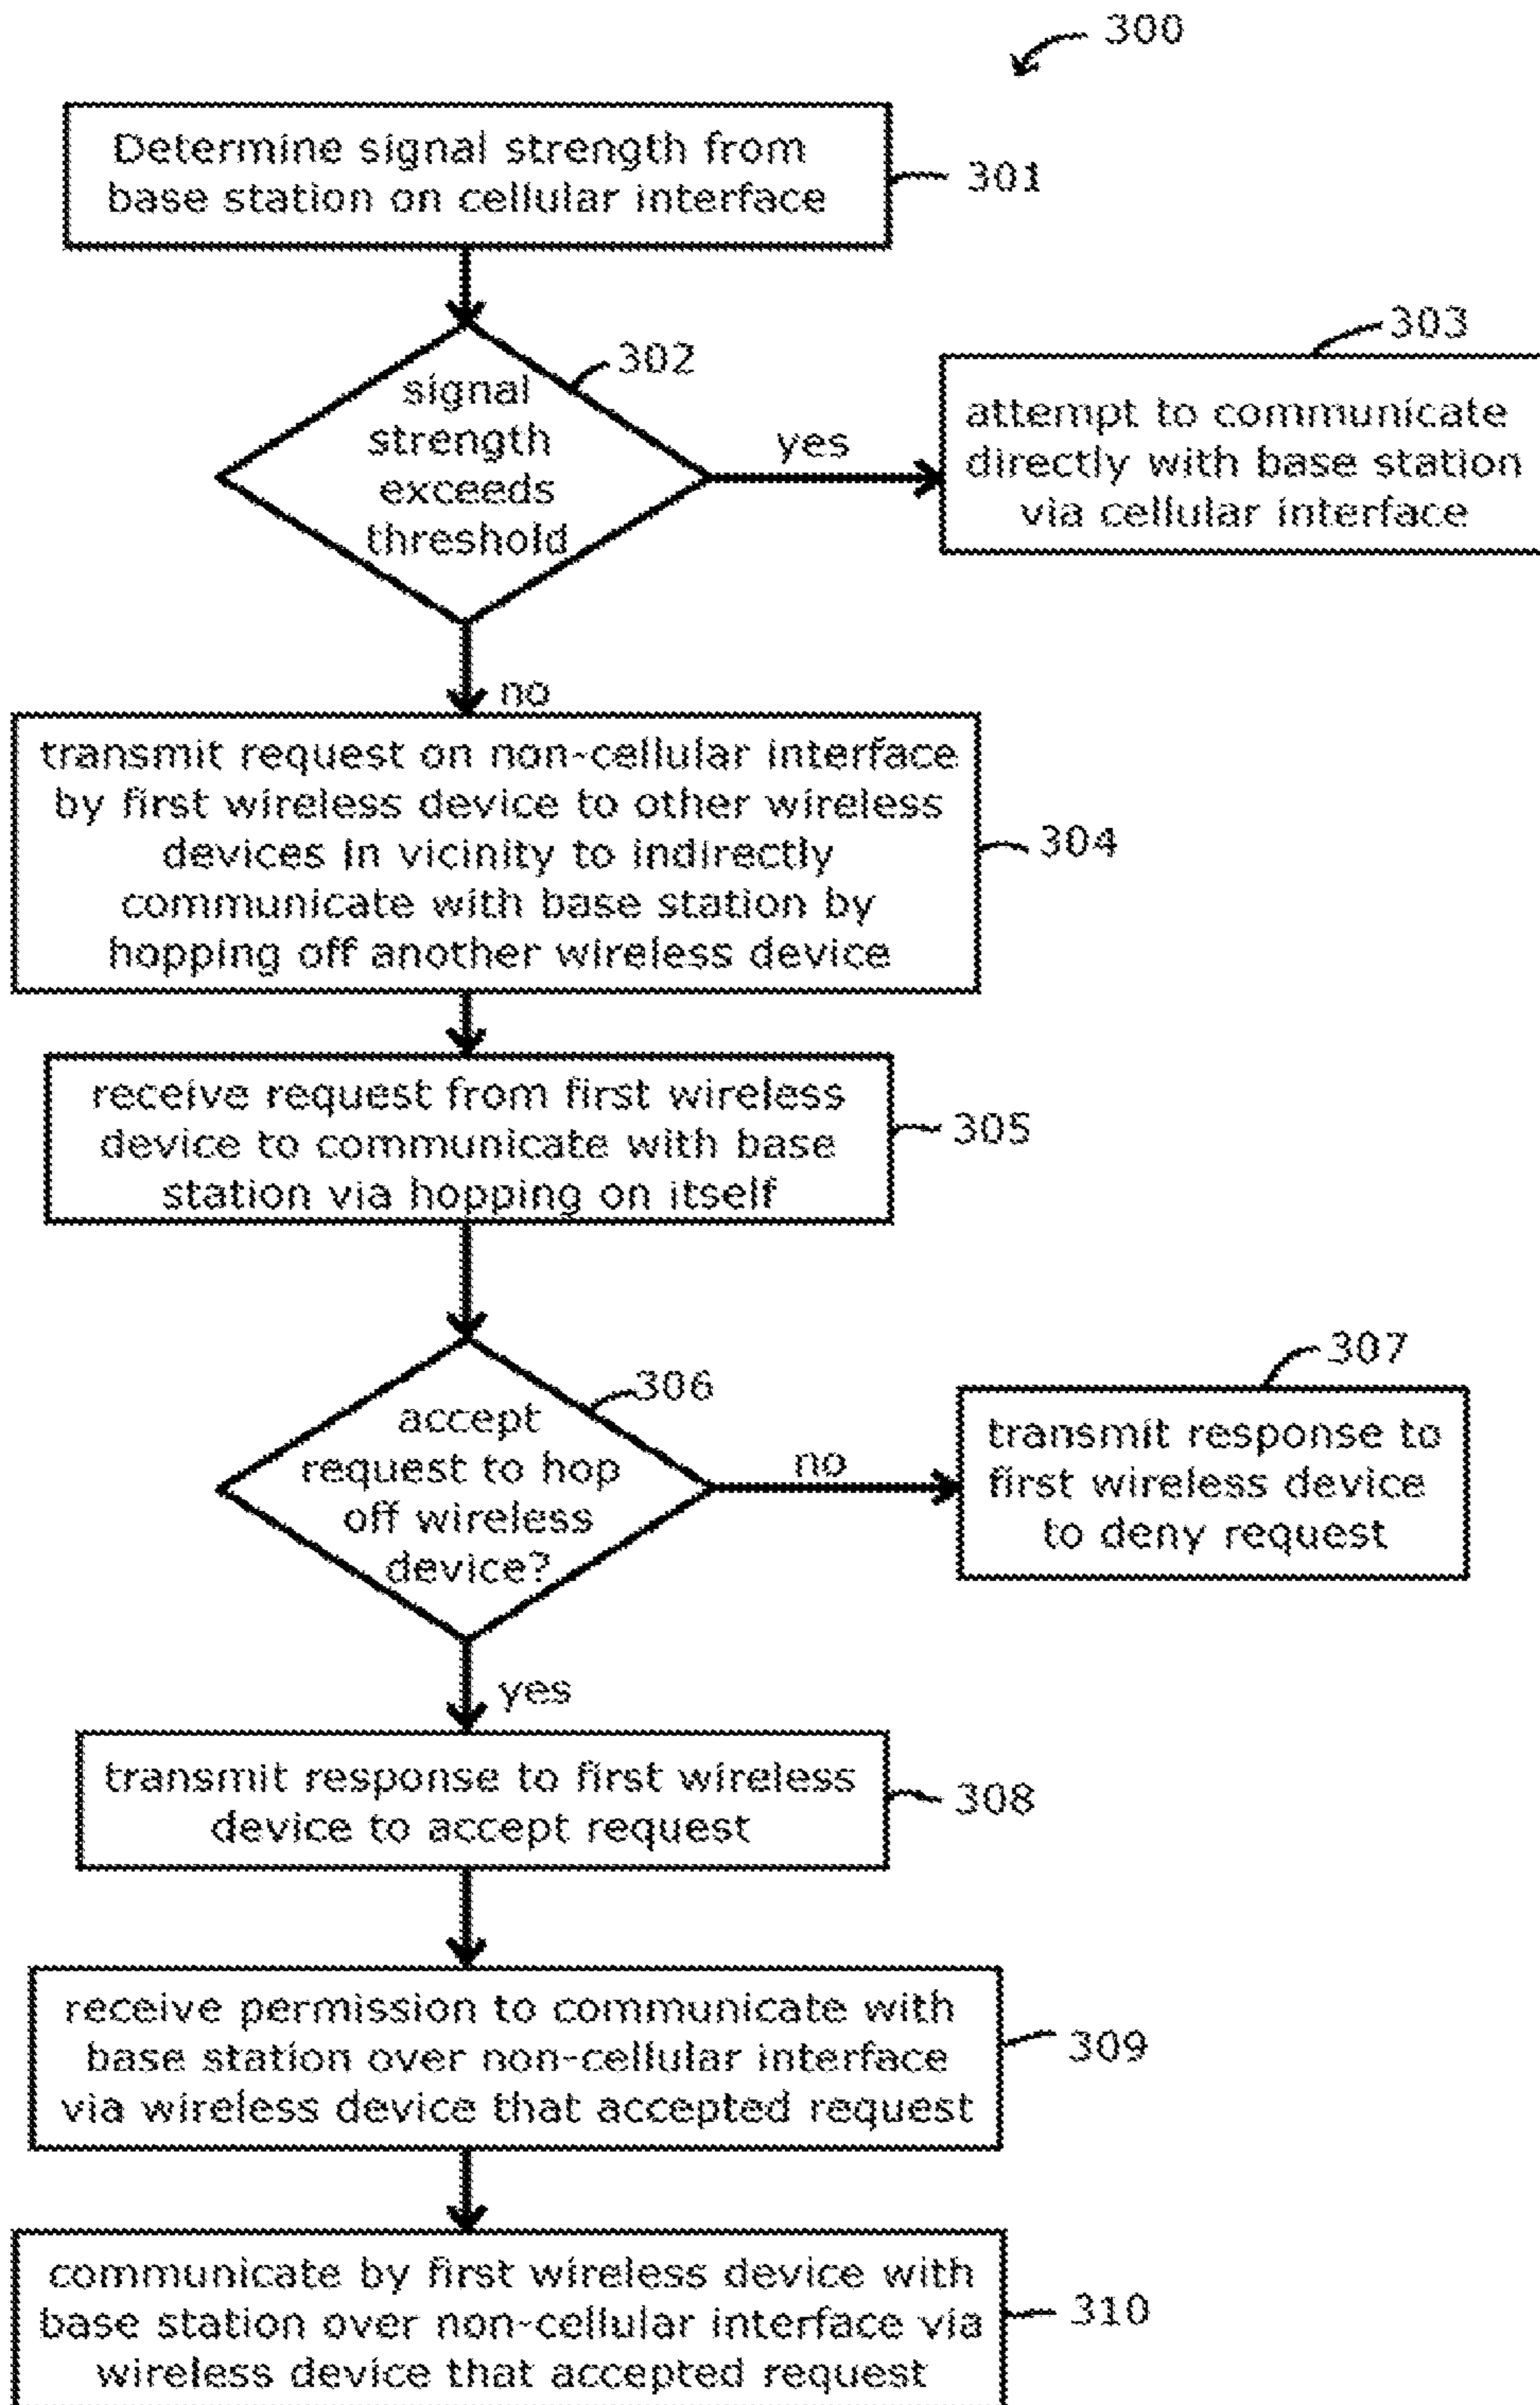 300
Determine signal strength from
base station on cellular interface
301
302
signal
strength
exceeds
threshold
yes
303
attempt to communicate
directly with base station
via cellular interface
no
transmit request on non-cellular interface
by first wireless device to other wireless
devices in vicinity to indirectly
communicate with base station by
hopping off another wireless device
304
receive request from first wireless
device to communicate with base
station via hopping on itself
305
306
accept
request to hop
off wireless
device?
no
307
transmit response to
first wireless device
to deny request
yes
transmit response to first wireless
device to accept request
308
receive permission to communicate with
base station over non-cellular interface
via wireless device that accepted request
309
communicate by first wireless device with
base station over non-cellular interface via
wireless device that accepted request
310